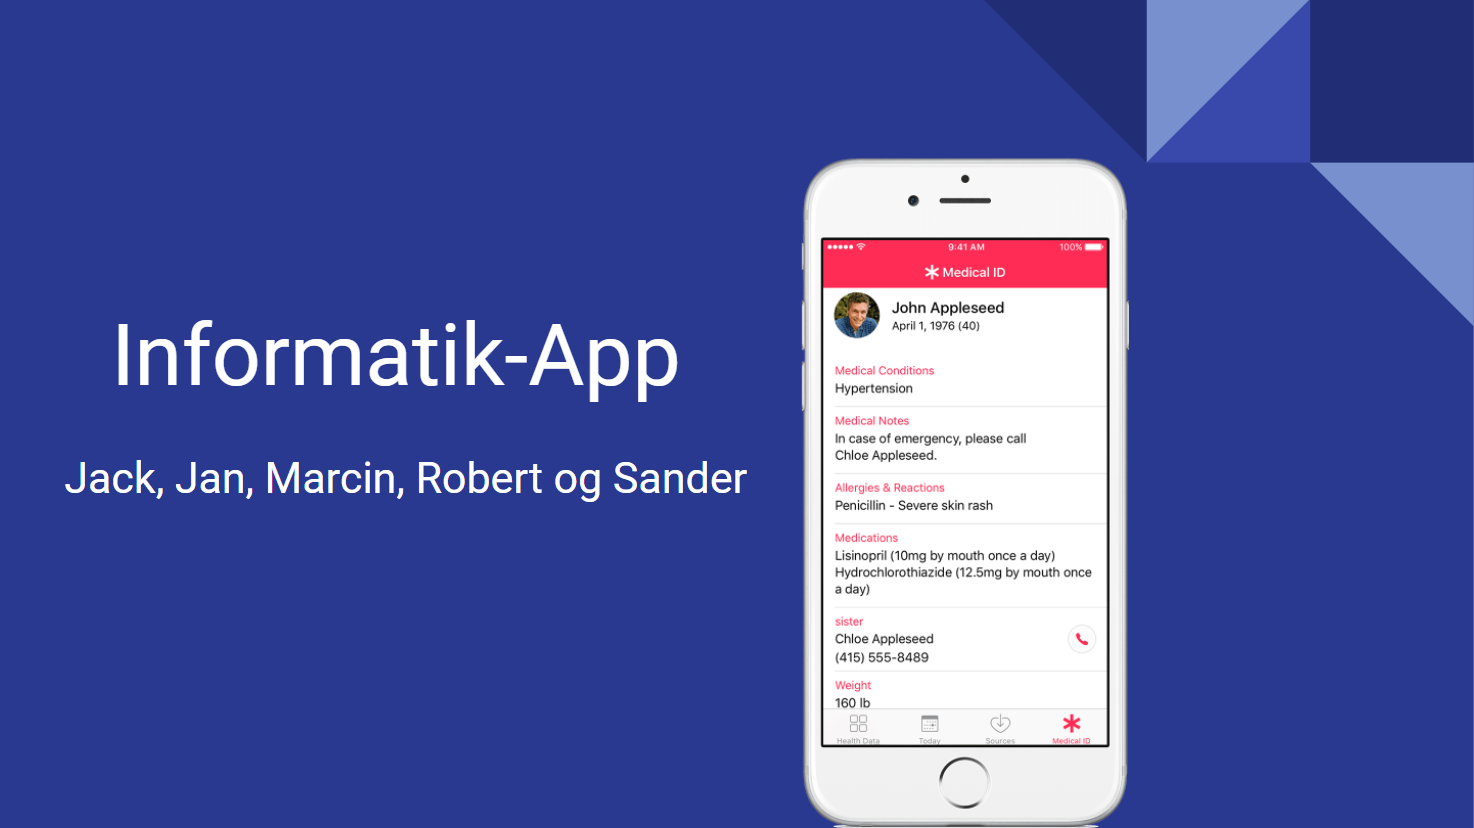 Informatik-App
Jack, Jan, Marcin, Robert og Sander
9:41 AM
100%
Medical ID
John Appleseed
April 1, 1976 (40)
Medical Conditions
Hypertension
Medical Notes
In case of emergency, please call
Chloe Appleseed.
Allergies & Reactions
Penicillin - Severe skin rash
Medications
Lisinopril (10mg by mouth once a day)
Hydrochlorothiazide (12.5mg by mouth once
a day)
sister
Chloe Appleseed
(415) 555-8489
Weight
160 lb
Health Data
Today
Sources
Medical ID